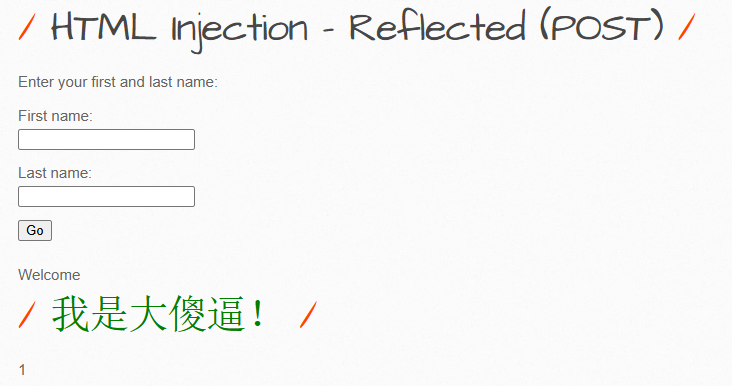 / HTML Injection - Reflected (POST) /
Enter your first and last name:
First name:
Last name:
Go
Welcome
/ 我是大傻逼！ /
1